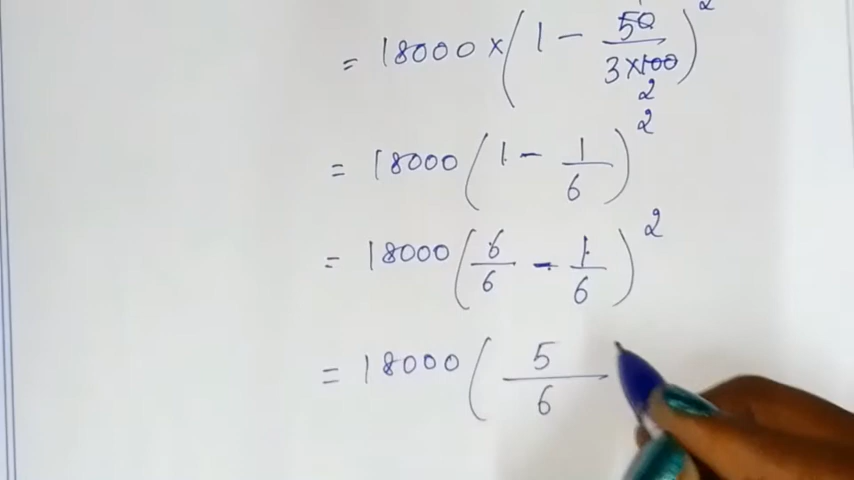 = 18000 × (1 - 50/(3×100))²
2
= 18000 (1 - 1/6)²
= 18000 (6/6 - 1/6)²
= 18000 ( 5/6